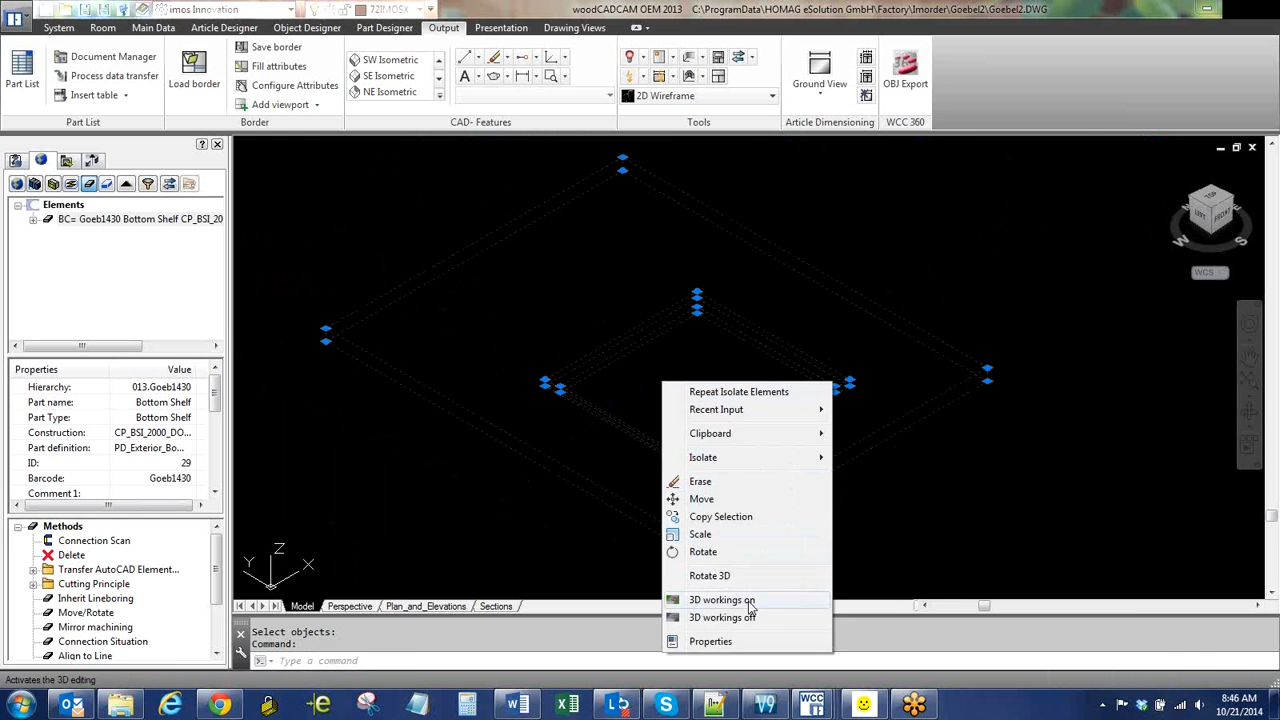 imos Innovation
72IMOSX
woodCADCAM OEM 2013
C:\ProgramData\HOMAG eSolution GmbH\Factory\Imorder\Goebel2\Goebel2.DWG
System Room Main Data Article Designer Object Designer Part Designer Output Presentation Drawing Views
Part List
Document Manager
Process data transfer
Insert table
Part List
Load border
Save border
Fill attributes
Configure Attributes
Add viewport
Border
SW Isometric
SE Isometric
NE Isometric
CAD- Features
2D Wireframe
Tools
Ground View
Article Dimensioning
OBJ Export
WCC 360
Elements
BC= Goeb1430 Bottom Shelf CP_BSI_20
Properties Value
Hierarchy: 013.Goeb1430
Part name: Bottom Shelf
Part Type: Bottom Shelf
Construction: CP_BSI_2000_DO...
Part definition: PD_Exterior_Bo...
ID: 29
Barcode: Goeb1430
Comment 1:
Methods
Connection Scan
Delete
Transfer AutoCAD Element...
Cutting Principle
Inherit Lines
Move/Rotate
Mirror machining
Connection Situation
Align to Line
LEFT FRONT
W S
WCS
Z
Y X
Repeat Isolate Elements
Recent Input
Clipboard
Isolate
Erase
Move
Copy Selection
Scale
Rotate
Rotate 3D
3D workings on
3D workings off
Properties
Model Perspective Plan_and_Elevations Sections
Select objects:
Command:
Type a command
Activates the 3D editing
WCC
8:46 AM
10/21/2014